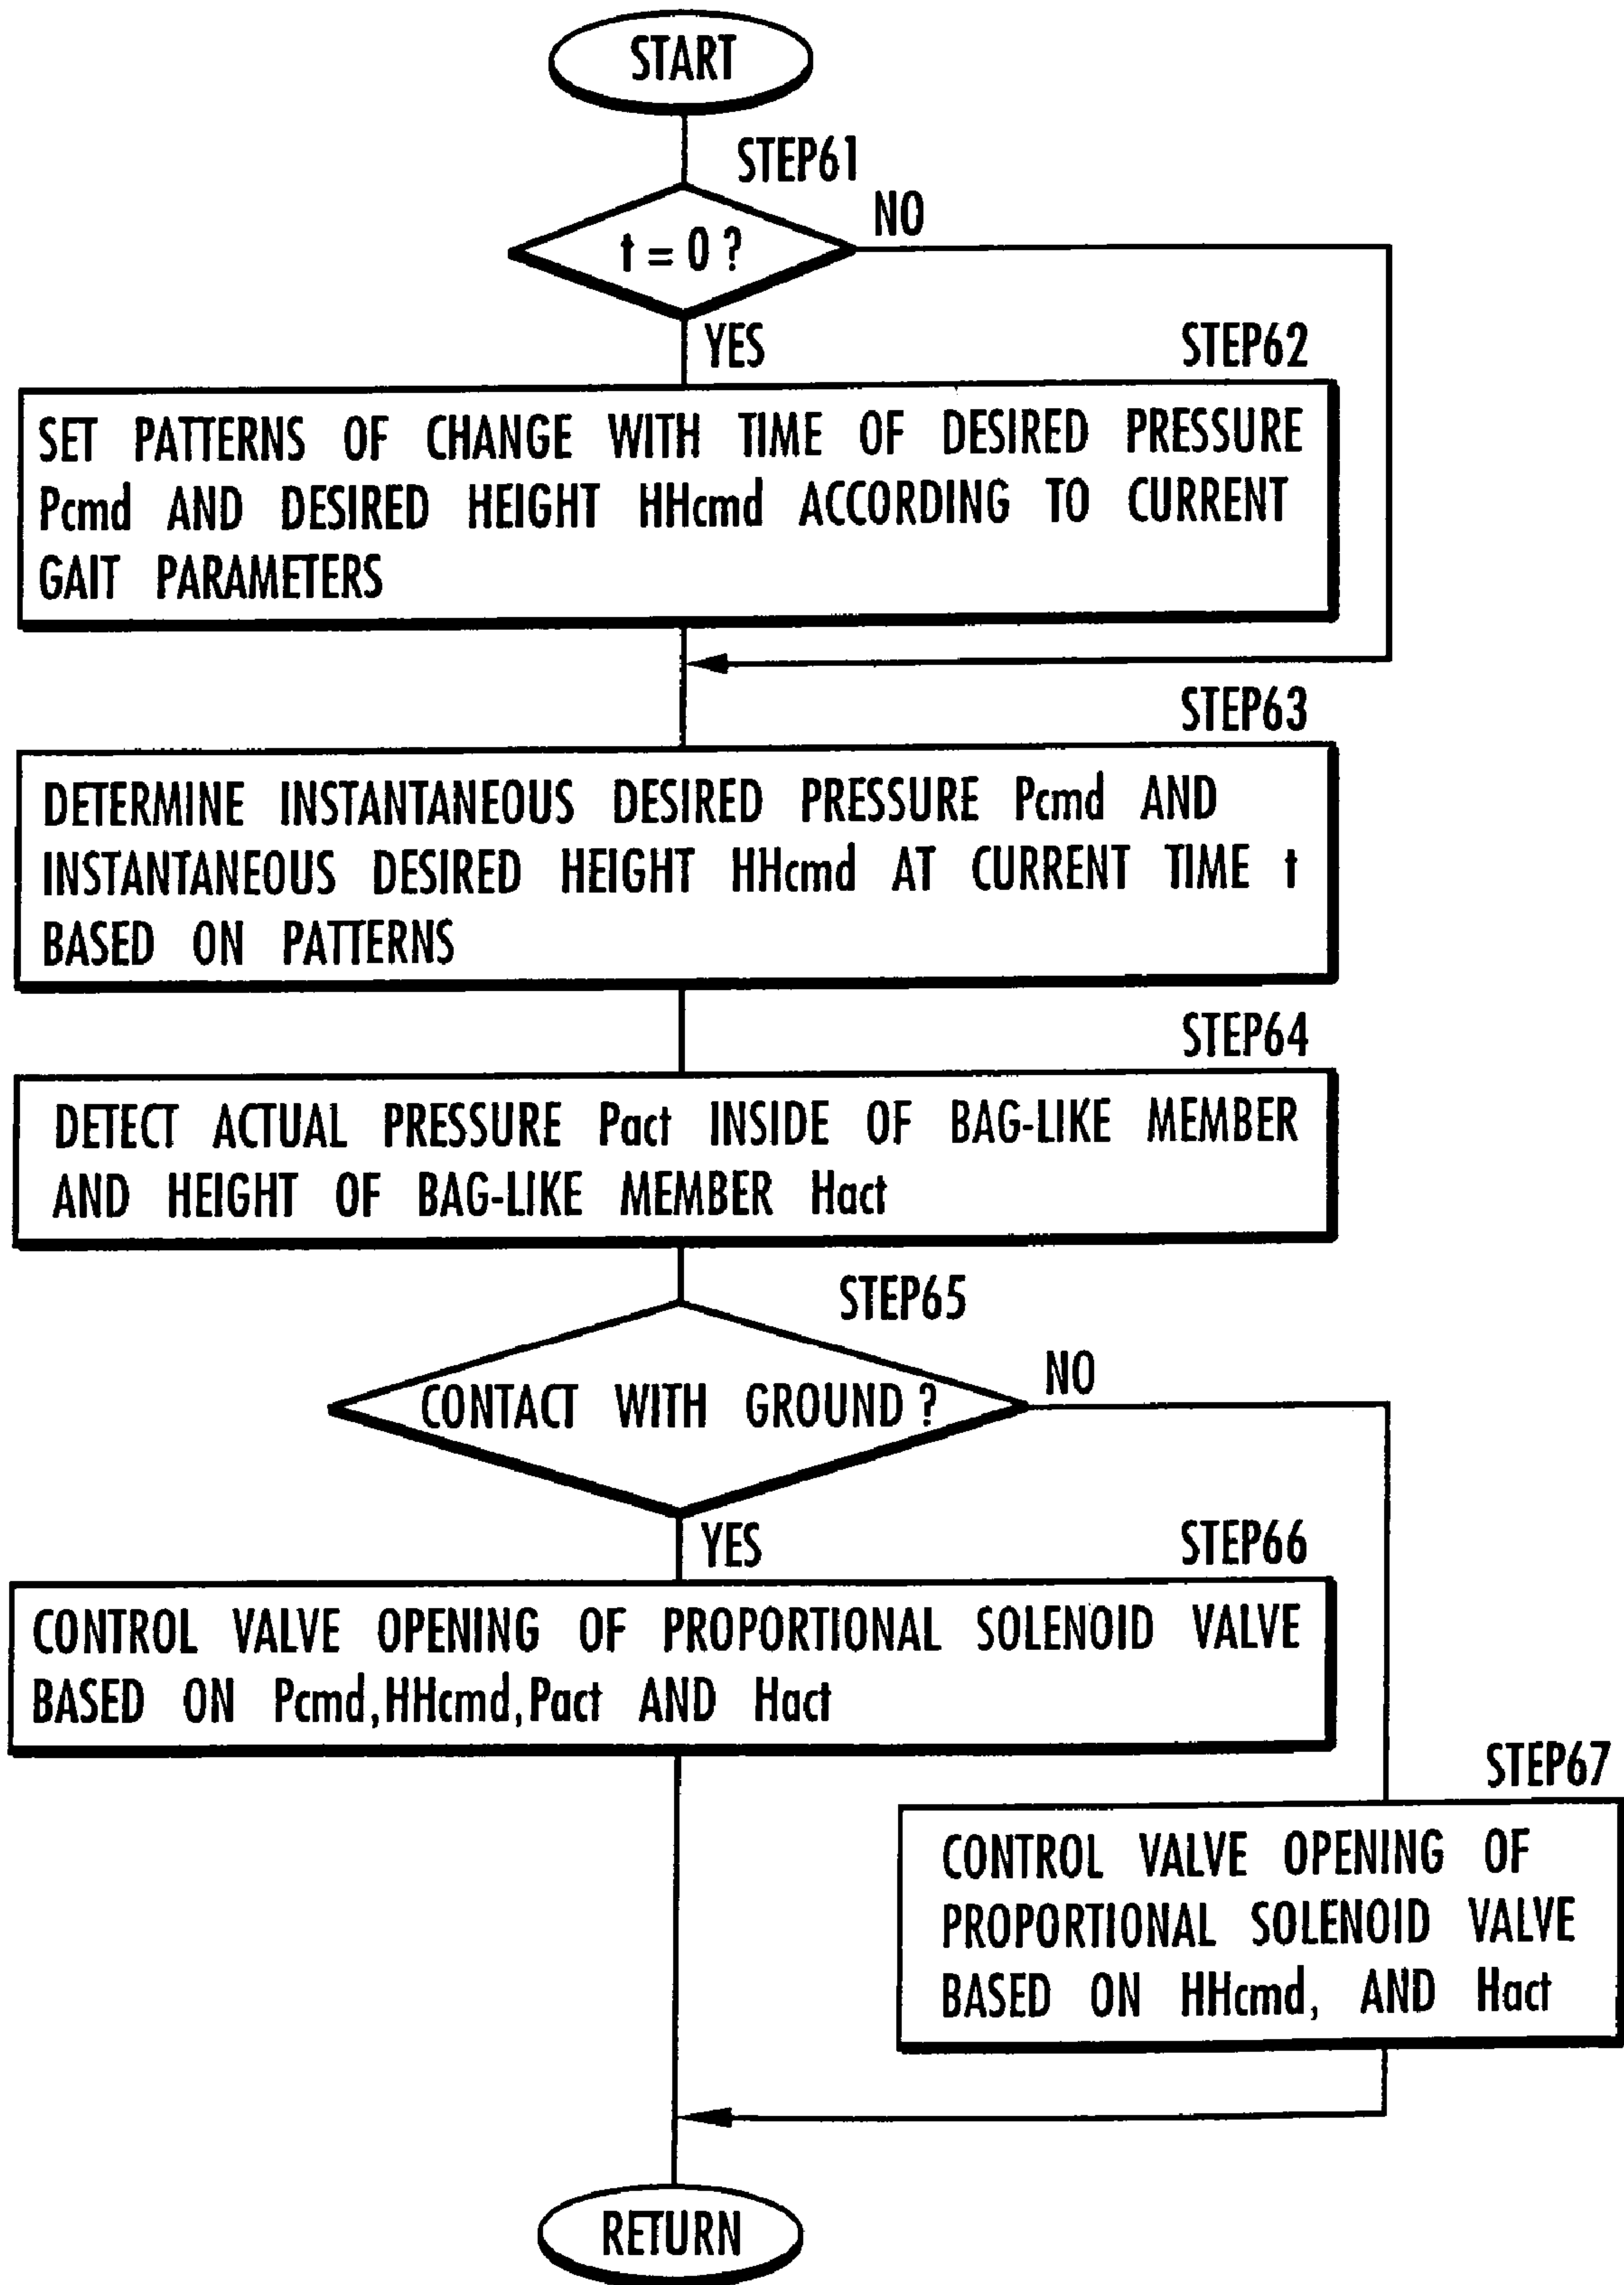 START
STEP61
t = 0 ?
NO
YES
STEP62
SET PATTERNS OF CHANGE WITH TIME OF DESIRED PRESSURE
Pcmd AND DESIRED HEIGHT HHcmd ACCORDING TO CURRENT
GAIT PARAMETERS
STEP63
DETERMINE INSTANTANEOUS DESIRED PRESSURE Pcmd AND
INSTANTANEOUS DESIRED HEIGHT HHcmd AT CURRENT TIME t
BASED ON PATTERNS
STEP64
DETECT ACTUAL PRESSURE Pact INSIDE OF BAG-LIKE MEMBER
AND HEIGHT OF BAG-LIKE MEMBER Hact
STEP65
CONTACT WITH GROUND ?
NO
YES
STEP66
CONTROL VALVE OPENING OF PROPORTIONAL SOLENOID VALVE
BASED ON Pcmd,HHcmd,Pact AND Hact
STEP67
CONTROL VALVE OPENING OF
PROPORTIONAL SOLENOID VALVE
BASED ON HHcmd, AND Hact
RETURN